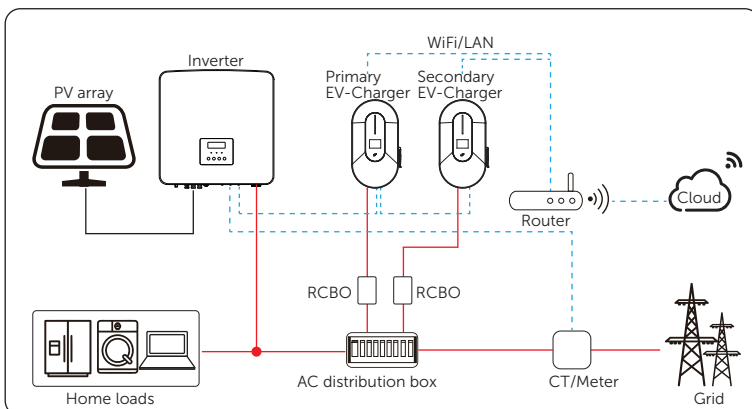 WiFi/LAN
Inverter
Primary
EV-Charger
Secondary
EV-Charger
PV array
Cloud
Router
RCBO
RCBO
AC distribution box
CT/Meter
Home loads
Grid